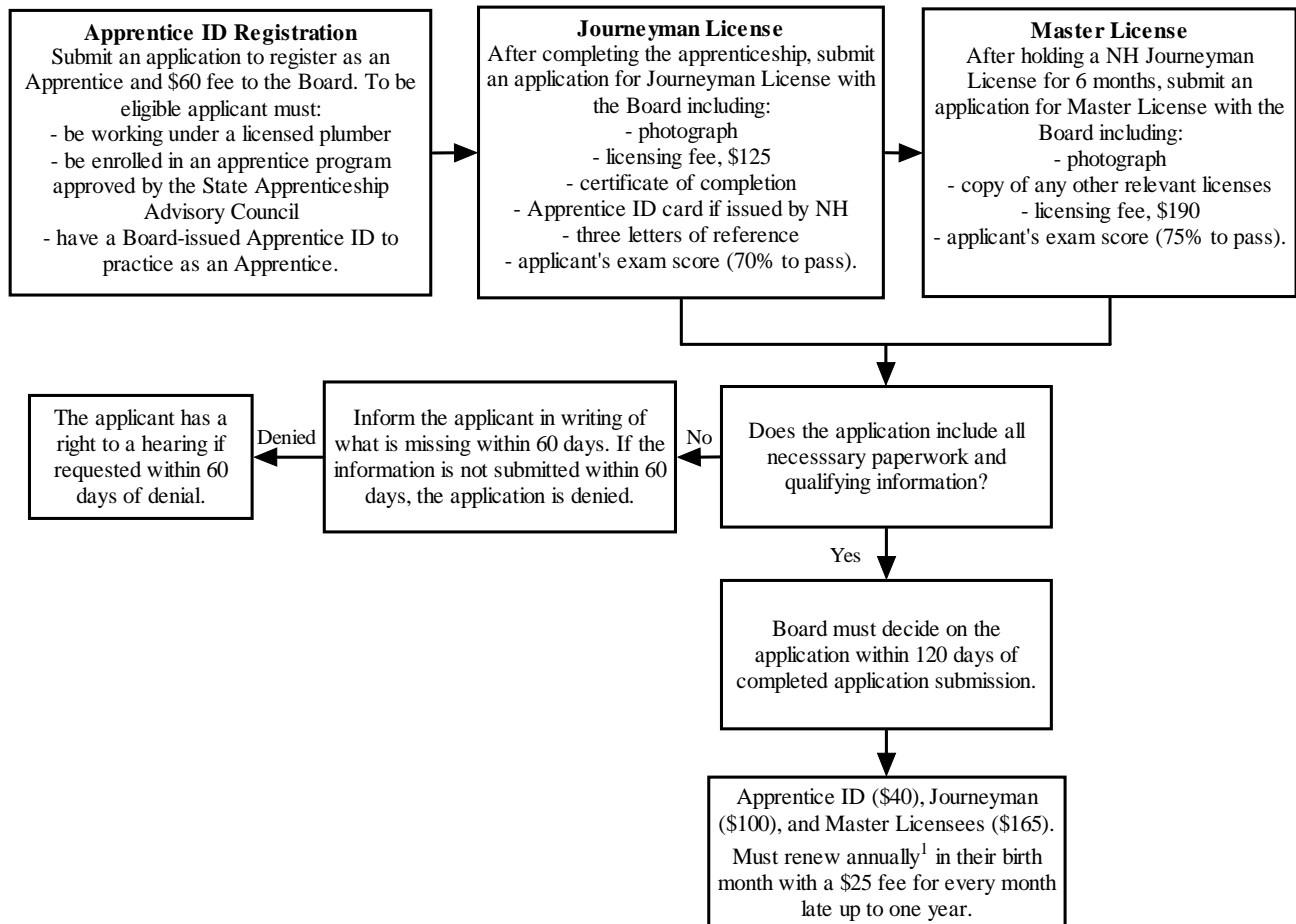 Apprentice ID Registration
Submit an application to register as an
Apprentice and $60 fee to the Board. To be
eligible applicant must:
- be working under a licensed plumber
- be enrolled in an apprentice program
approved by the State Apprenticeship
Advisory Council
- have a Board-issued Apprentice ID to
practice as an Apprentice.
Journeyman License
After completing the apprenticeship, submit
an application for Journeyman License with
the Board including:
- photograph
- licensing fee, $125
- certificate of completion
- Apprentice ID card if issued by NH
- three letters of reference
- applicant's exam score (70% to pass).
Master License
After holding a NH Journeyman
License for 6 months, submit an
application for Master License with the
Board including:
- photograph
- copy of any other relevant licenses
- licensing fee, $190
- applicant's exam score (75% to pass).
The applicant has a
right to a hearing if
requested within 60
days of denial.
Denied
Inform the applicant in writing of
what is missing within 60 days. If the
information is not submitted within 60
days, the application is denied.
No
Does the application include all
necesssary paperwork and
qualifying information?
Yes
Board must decide on the
application within 120 days of
completed application submission.
Apprentice ID ($40), Journeyman
($100), and Master Licensees ($165).
Must renew annually¹ in their birth
month with a $25 fee for every month
late up to one year.